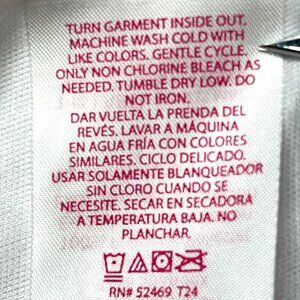 TURN GARMENT INSIDE OUT.
MACHINE WASH COLD WITH
LIKE COLORS. GENTLE CYCLE.
ONLY NON CHLORINE BLEACH AS
NEEDED. TUMBLE DRY LOW. DO
NOT IRON.
DAR VUELTA LA PRENDA DEL
REVÉS. LAVAR A MÁQUINA
EN AGUA FRÍA CON COLORES
SIMILARES. CICLO DELICADO.
USAR SOLAMENTE BLANQUEADOR
SIN CLORO CUANDO SE
NECESITE. SECAR EN SECADORA
A TEMPERATURA BAJA. NO
PLANCHAR.
RN# 52469 T24